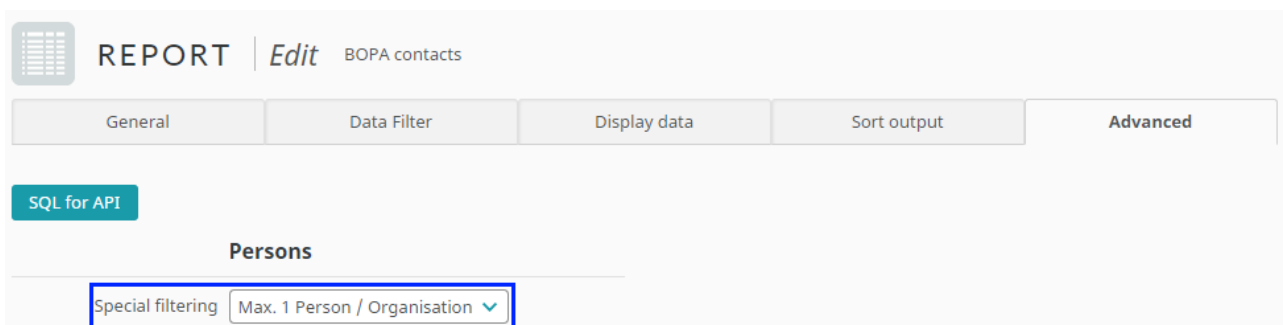 REPORT Edit BOPA contacts
General Data Filter Display data Sort output Advanced
SQL for API
Persons
Special filtering Max. 1 Person / Organisation